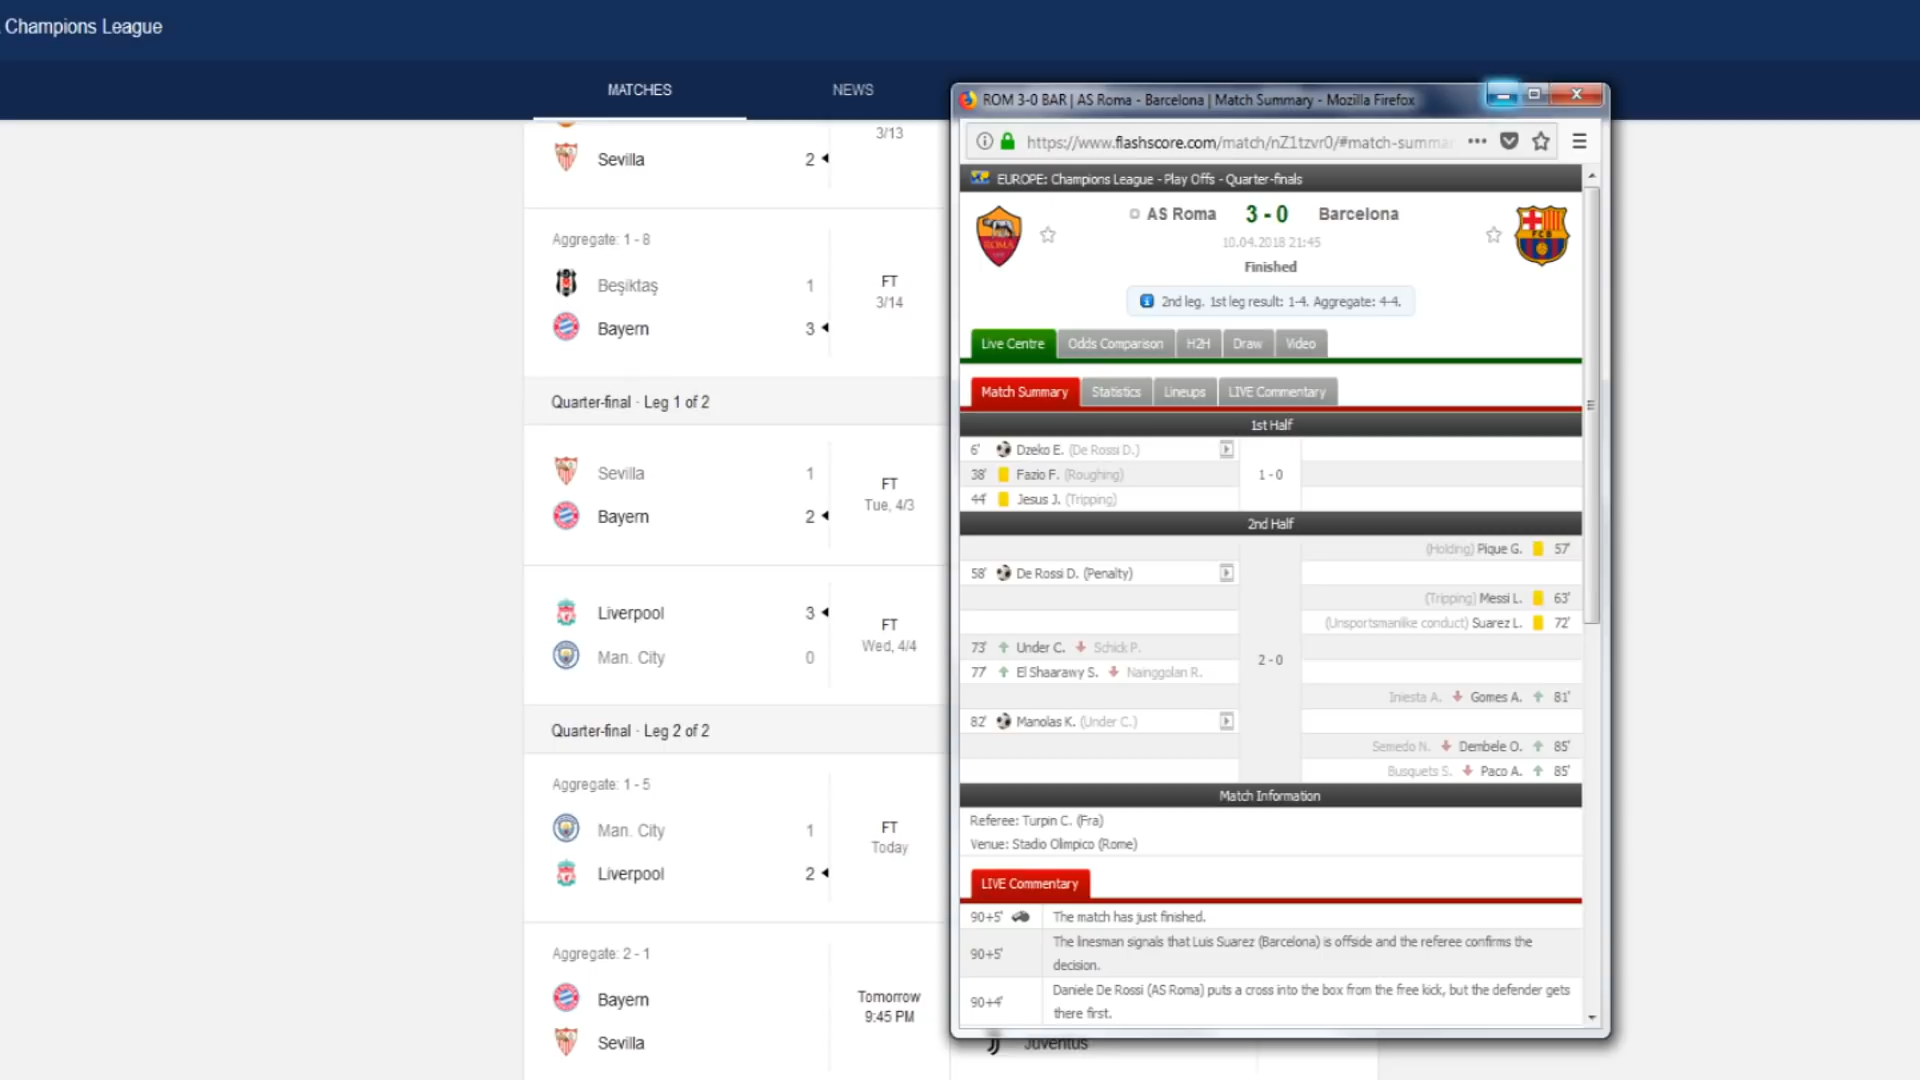 Champions League
MATCHES
NEWS
3/13
Sevilla 2
Aggregate: 1 - 8
Beşiktaş 1
FT
3/14
Bayern 3
Quarter-final · Leg 1 of 2
Sevilla 1
FT
Tue, 4/3
Bayern 2
Liverpool 3
FT
Wed, 4/4
Man. City 0
Quarter-final · Leg 2 of 2
Aggregate: 1 - 5
Man. City 1
FT
Today
Liverpool 2
Aggregate: 2 - 1
Bayern
Tomorrow
9:45 PM
Sevilla
Juventus
ROM 3-0 BAR | AS Roma - Barcelona | Match Summary - Mozilla Firefox
https://www.flashscore.com/match/nZ1tzvr0/#match-summar
EUROPE: Champions League - Play Offs - Quarter-finals
AS Roma 3 - 0 Barcelona
10.04.2018 21:45
Finished
2nd leg. 1st leg result: 1-4. Aggregate: 4-4.
Live Centre Odds Comparison H2H Draw Video
Match Summary Statistics Lineups LIVE Commentary
1st Half
6' Dzeko E. (De Rossi D.)
38' Fazio F. (Roughing) 1 - 0
44' Jesus J. (Tripping)
2nd Half
(Holding) Pique G. 57'
58' De Rossi D. (Penalty)
(Tripping) Messi L. 63'
(Unsportsmanlike conduct) Suarez L. 72'
73' Under C. Schick P.
2 - 0
77' El Shaarawy S. Nainggolan R.
Iniesta A. Gomes A. 81'
82' Manolas K. (Under C.)
Semedo N. Dembele O. 85'
Busquets S. Paco A. 85'
Match Information
Referee: Turpin C. (Fra)
Venue: Stadio Olimpico (Rome)
LIVE Commentary
90+5' The match has just finished.
90+5' The linesman signals that Luis Suarez (Barcelona) is offside and the referee confirms the
decision.
90+4' Daniele De Rossi (AS Roma) puts a cross into the box from the free kick, but the defender gets
there first.